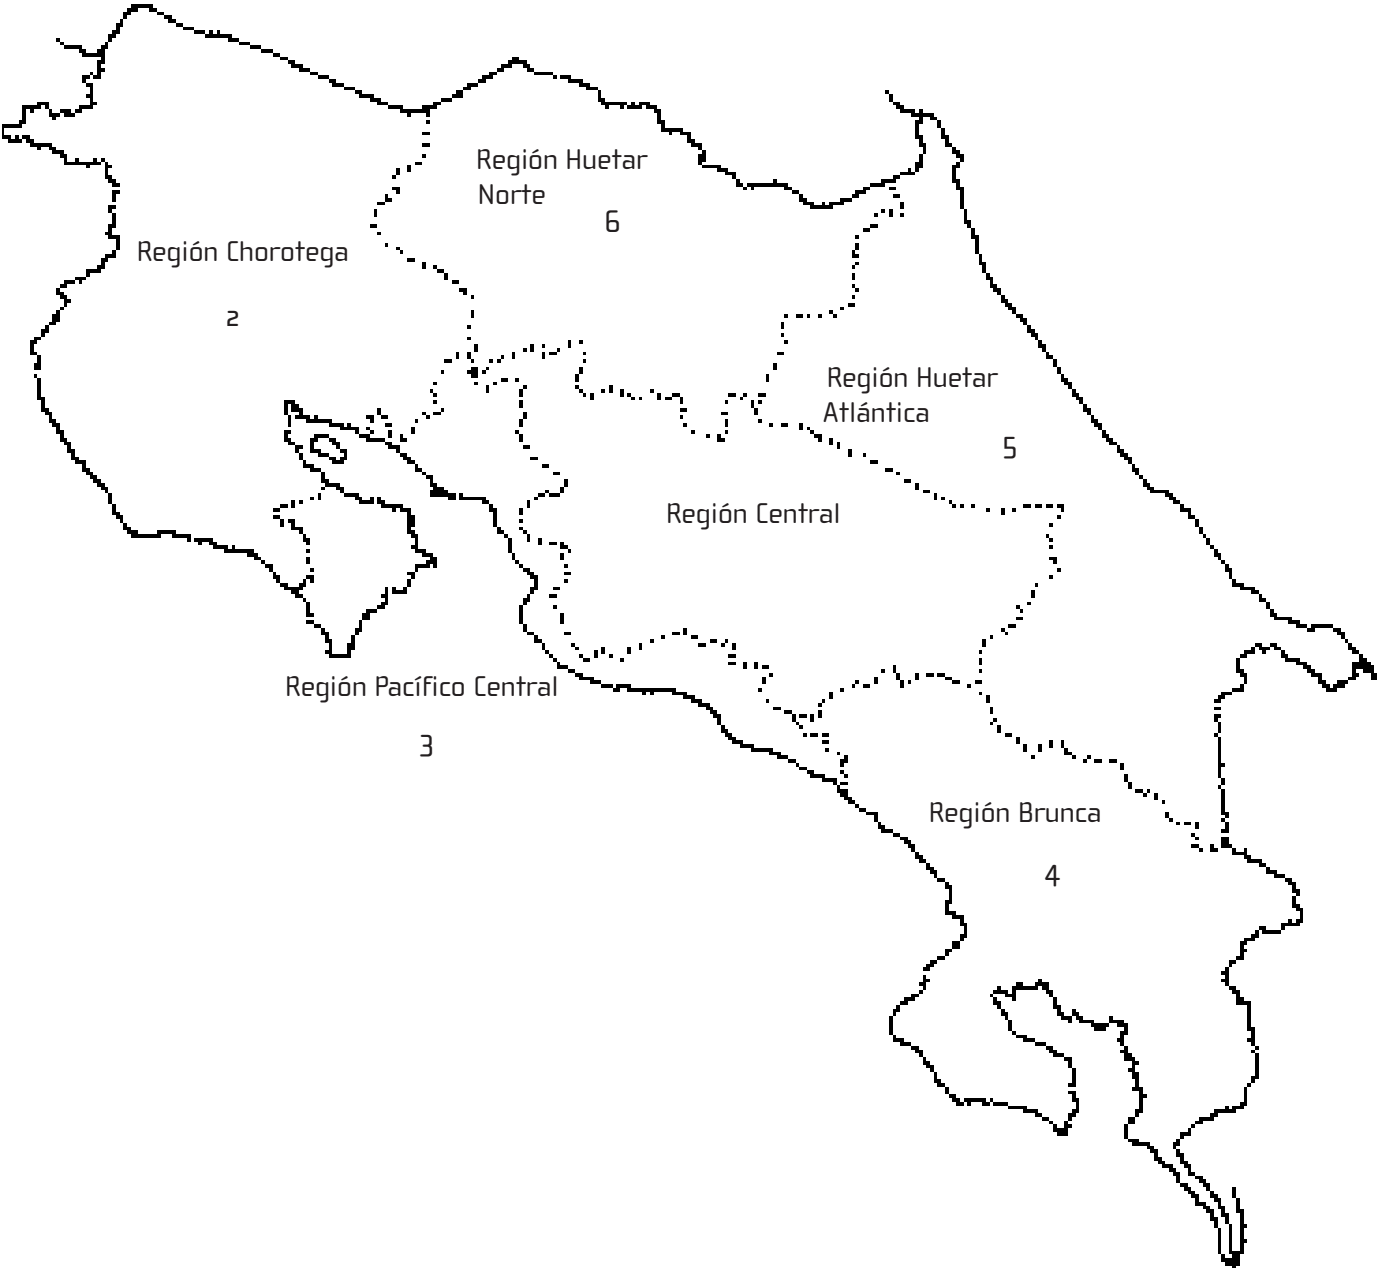 Región Huetar
Norte
6
Región Chorotega
2
Región Huetar
Atlántica
5
Región Central
Región Pacífico Central
3
Región Brunca
4